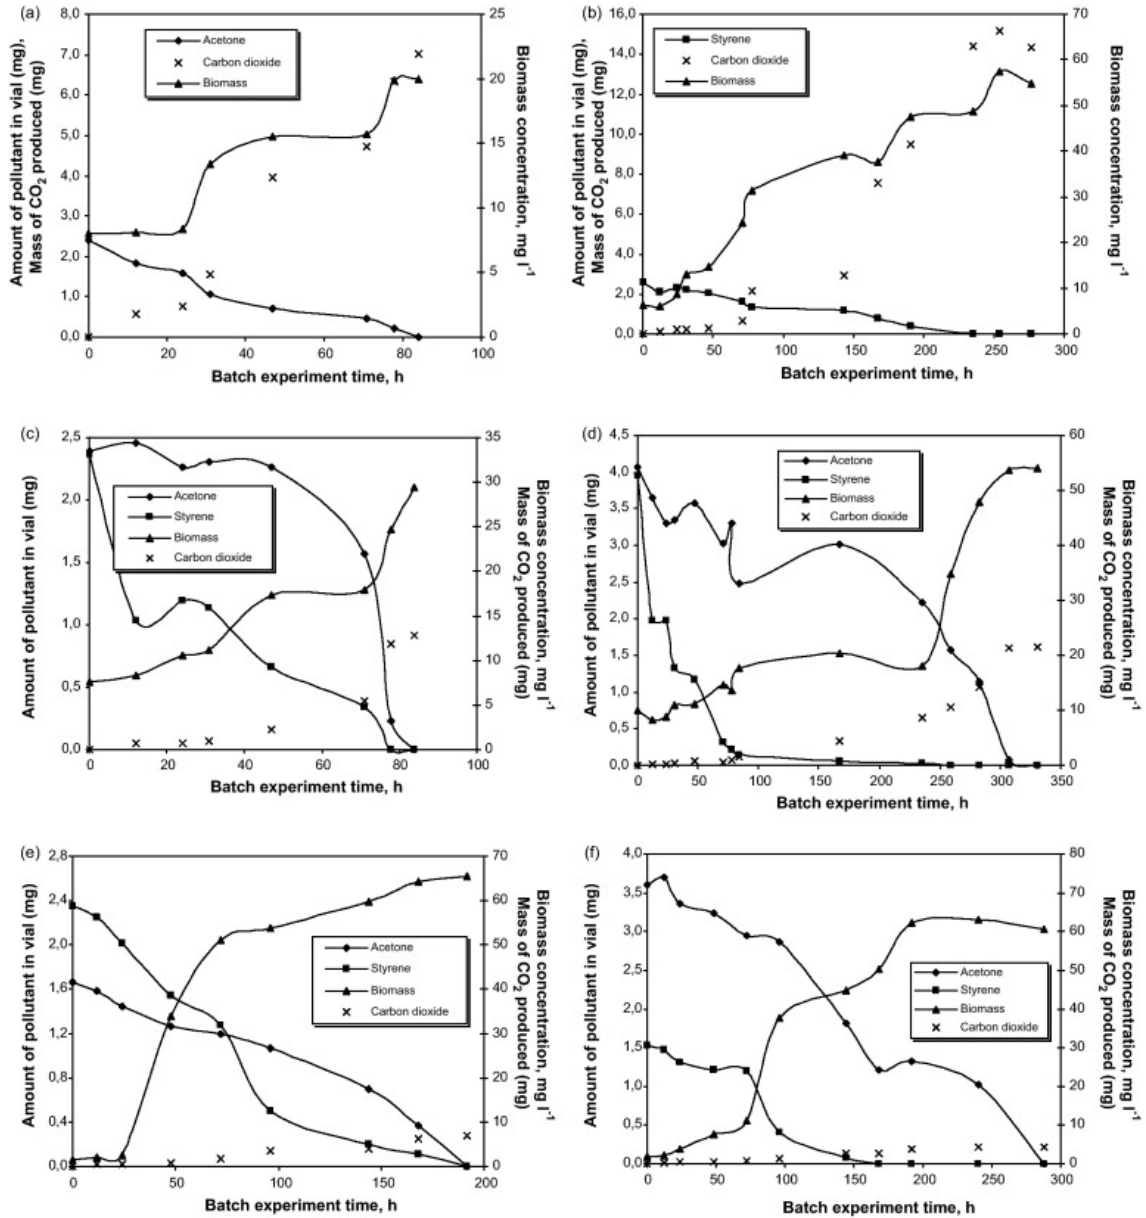 (a)
8,0
7,0
6,0
5,0
4,0
3,0
2,0
1,0
0,0
25
20
15
10
5
0
0
20
40
60
80
100
Acetone
Carbon dioxide
Biomass
Amount of pollutant in vial (mg),
Mass of CO2 produced (mg)
Biomass concentration, mg l-1
Batch experiment time, h
(b)
16,0
14,0
12,0
10,0
8,0
6,0
4,0
2,0
0,0
70
60
50
40
30
20
10
0
0
50
100
150
200
250
300
Styrene
Carbon dioxide
Biomass
Amount of pollutant in vial (mg),
Mass of CO2 produced (mg)
Biomass concentration, mg l-1
Batch experiment time, h
(c)
2,5
2,0
1,5
1,0
0,5
0,0
35
30
25
20
15
10
5
0
0
20
40
60
80
100
Acetone
Styrene
Biomass
Carbon dioxide
Amount of pollutant in vial (mg)
Biomass concentration, mg l-1
Mass of CO2 produced (mg)
Batch experiment time, h
(d)
4,5
4,0
3,5
3,0
2,5
2,0
1,5
1,0
0,5
0,0
60
50
40
30
20
10
0
0
50
100
150
200
250
300
350
Acetone
Styrene
Biomass
Carbon dioxide
Amount of pollutant in vial (mg)
Biomass concentration, mg l-1
Mass of CO2 produced (mg)
Batch experiment time, h
(e)
2,8
2,4
2,0
1,6
1,2
0,8
0,4
0,0
70
60
50
40
30
20
10
0
0
50
100
150
200
Acetone
Styrene
Biomass
Carbon dioxide
Amount of pollutant in vial (mg)
Biomass concentration, mg l-1
Mass of CO2 produced (mg)
Batch experiment time, h
(f)
4,0
3,5
3,0
2,5
2,0
1,5
1,0
0,5
0,0
80
70
60
50
40
30
20
10
0
0
50
100
150
200
250
300
Acetone
Styrene
Biomass
Carbon dioxide
Amount of pollutant in vial (mg)
Biomass concentration, mg l-1
Mass of CO2 produced (mg)
Batch experiment time, h